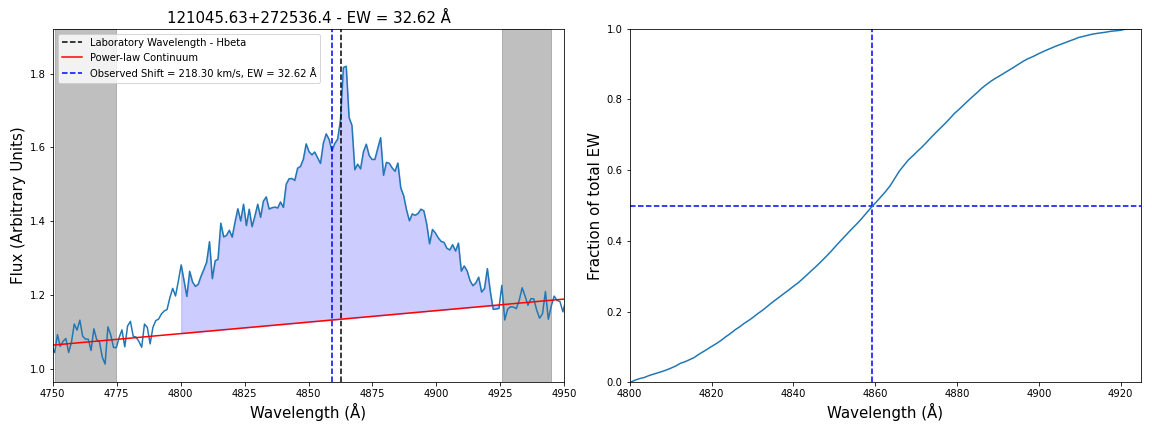 121045.63+272536.4 - EW = 32.62 Å
Laboratory Wavelength - Hbeta
Power-law Continuum
Observed Shift = 218.30 km/s, EW = 32.62 Å
Flux (Arbitrary Units)
1.8
1.6
1.4
1.2
1.0
4750 4775 4800 4825 4850 4875 4900 4925 4950
Wavelength (Å)
Fraction of total EW
1.0
0.8
0.6
0.4
0.2
0.0
4800 4820 4840 4860 4880 4900 4920
Wavelength (Å)